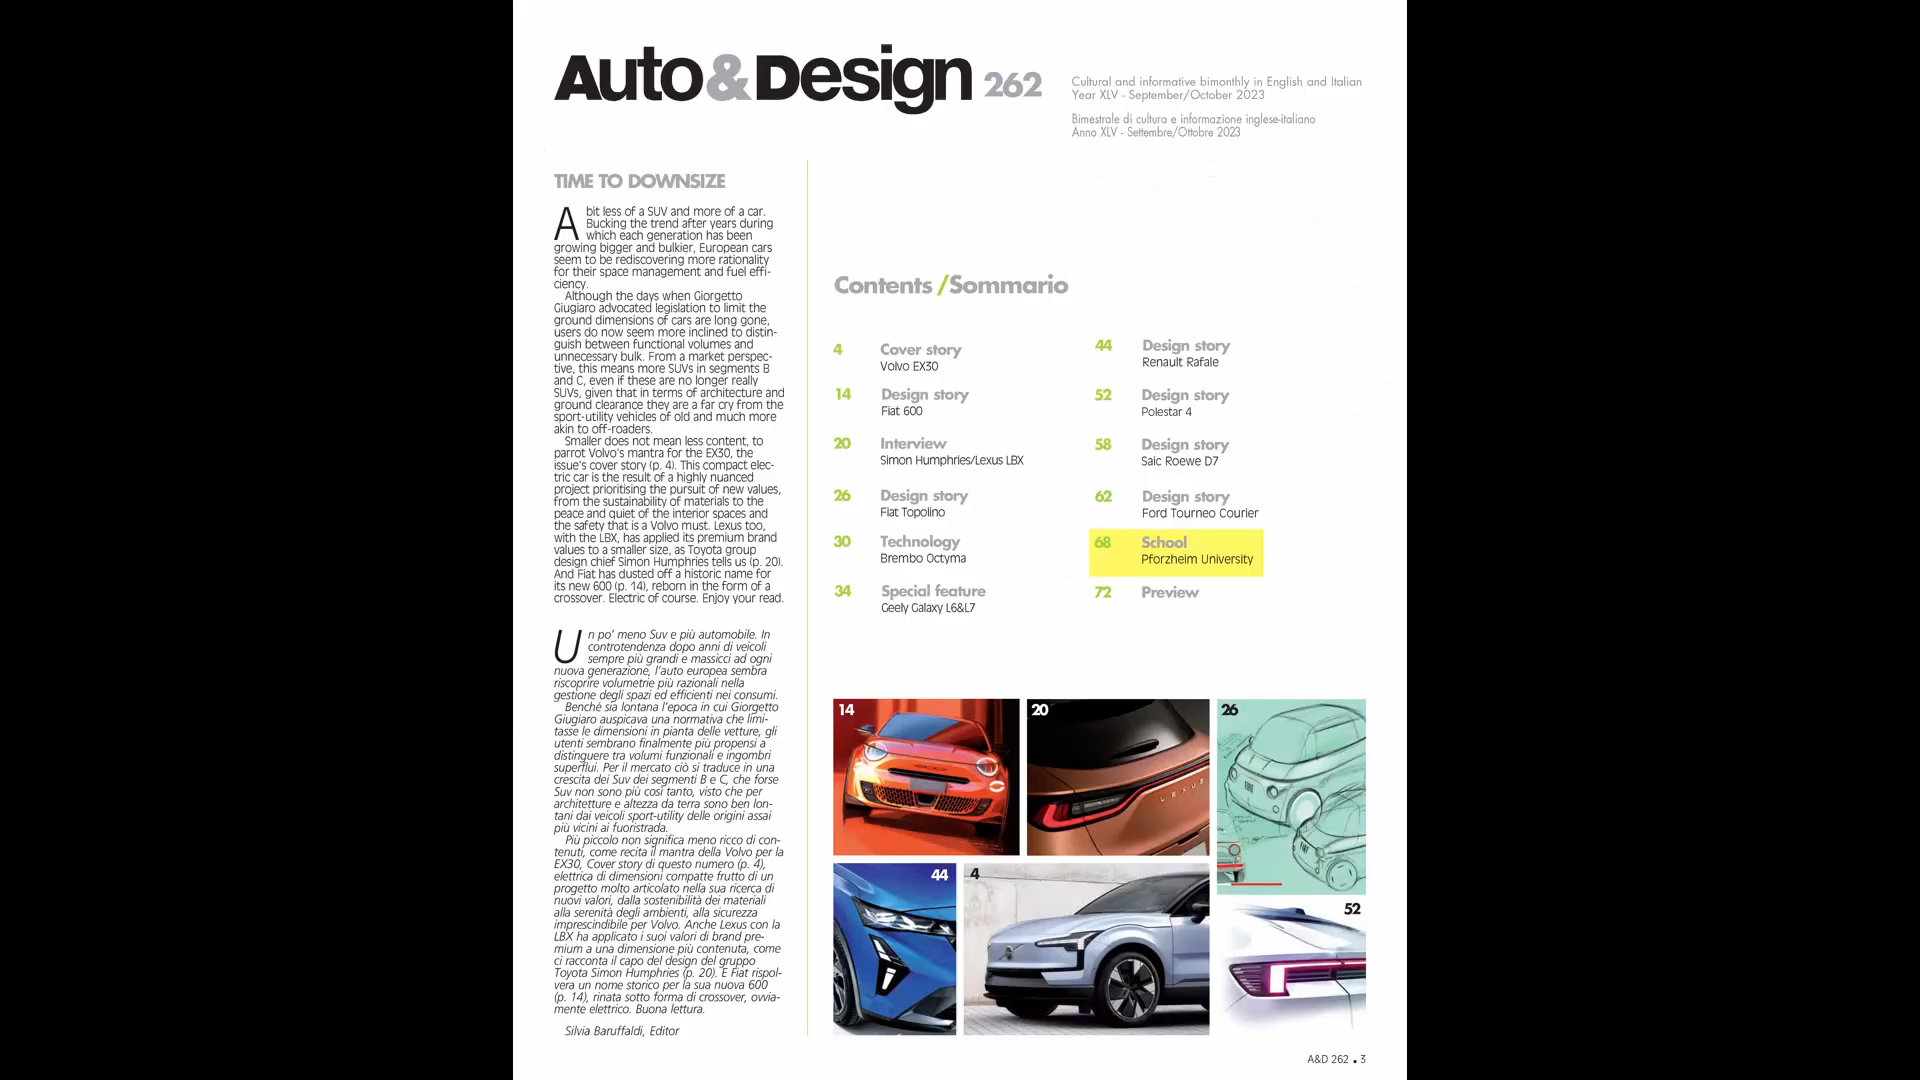 Auto&Design 262
Cultural and informative bimonthly in English and Italian
Year XLV - September/October 2023
Bimestrale di cultura e informazione inglese-italiano
Anno XLV - Settembre/Ottobre 2023
TIME TO DOWNSIZE
A bit less of a SUV and more of a car.
Bucking the trend after years during
which each generation has been
growing bigger and bulkier, European cars
seem to be rediscovering more rationality
for their space management and fuel effi-
ciency.
Although the days when Giorgetto
Giugiaro advocated legislation to limit the
ground dimensions of cars are long gone,
users do now seem more inclined to distin-
guish between functional volumes and
unnecessary bulk. From a market perspec-
tive, this means more SUVs in segments B
and C, even if these are no longer really
SUVs, given that in terms of architecture and
ground clearance they are a far cry from the
sport-utility vehicles of old and much more
akin to off-roaders.
Smaller does not mean less content, to
parrot Volvo's mantra for the EX30, the
issue's cover story (p. 4). This compact elec-
tric car is the result of a highly nuanced
project prioritising the pursuit of new values,
from the sustainability of materials to the
peace and quiet of the interior spaces and
the safety that is a Volvo must. Lexus too,
with the LBX, has applied its premium brand
values to a smaller size, as Toyota group
design chief Simon Humphries tells us (p. 20).
And Fiat has dusted off a historic name for
its new 600 (p. 14), reborn in the form of a
crossover. Electric of course. Enjoy your read.
Un po' meno Suv e più automobile. In
controtendenza dopo anni di veicoli
sempre più grandi e massicci ad ogni
nuova generazione, l'auto europea sembra
riscoprire volumetrie più razionali nella
gestione degli spazi ed efficienti nei consumi.
Benché sia lontana l'epoca in cui Giorgetto
Giugiaro auspicava una normativa che limi-
tasse le dimensioni in pianta delle vetture, gli
utenti sembrano finalmente più propensi a
distinguere tra volumi funzionali e ingombri
superflui. Per il mercato ciò si traduce in una
crescita dei Suv dei segmenti B e C, che forse
Suv non sono più così tanto, visto che per
architetture e altezza da terra sono ben lon-
tani dai veicoli sport-utility delle origini assai
più vicini ai fuoristrada.
Più piccolo non significa meno ricco di con-
tenuti, come recita il mantra della Volvo per la
EX30, Cover story di questo numero (p. 4),
elettrica di dimensioni compatte frutto di un
progetto molto articolato nella sua ricerca di
nuovi valori, dalla sostenibilità dei materiali
alla serenità degli ambienti, alla sicurezza
imprescindibile per Volvo. Anche Lexus con la
LBX ha applicato i suoi valori di brand pre-
mium a una dimensione più contenuta, come
ci racconta il capo del design del gruppo
Toyota Simon Humphries (p. 20). E Fiat rispol-
vera un nome storico per la sua nuova 600
(p. 14), rinata sotto forma di crossover, ovvia-
mente elettrico. Buona lettura.
Silvia Baruffaldi, Editor
Contents / Sommario
4 Cover story
Volvo EX30
14 Design story
Fiat 600
20 Interview
Simon Humphries/Lexus LBX
26 Design story
Fiat Topolino
30 Technology
Brembo Octyma
34 Special feature
Geely Galaxy L6&L7
44 Design story
Renault Rafale
52 Design story
Polestar 4
58 Design story
Saic Roewe D7
62 Design story
Ford Tourneo Courier
68 School
Pforzheim University
72 Preview
14
20
LEXUS
26
FIAT
FIAT
44
4
52
A&D 262 ▪ 3